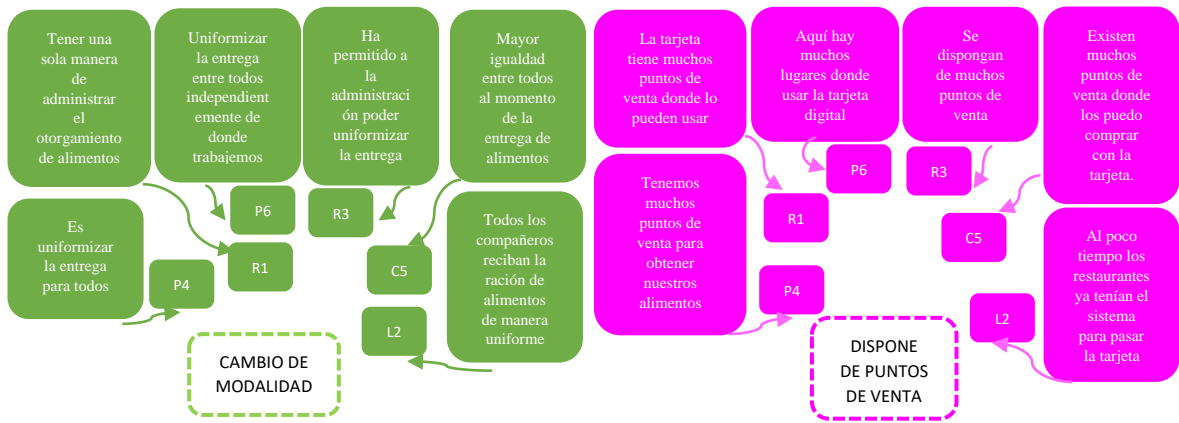 Tener una
sola manera
de
administrar
el
otorgamiento
de alimentos
Uniformizar
la entrega
entre todos
independient
emente de
donde
trabajemos
Ha
permitido a
la
administraci
ón poder
uniformizar
la entrega
Mayor
igualdad
entre todos
al momento
de la
entrega de
alimentos
Es
uniformizar
la entrega
para todos
P4
R1
P6
R3
C5
L2
Todos los
compañeros
reciban la
ración de
alimentos
de manera
uniforme
CAMBIO DE
MODALIDAD
La tarjeta
tiene muchos
puntos de
venta donde lo
pueden usar
Aquí hay
muchos
lugares donde
usar la tarjeta
digital
Se
dispongan
de muchos
puntos de
venta
Existen
muchos
puntos de
venta donde
los puedo
comprar
con la
tarjeta.
Tenemos
muchos
puntos de
venta para
obtener
nuestros
alimentos
P4
R1
P6
R3
C5
L2
Al poco
tiempo los
restaurantes
ya tenían el
sistema
para pasar
la tarjeta
DISPONE
DE PUNTOS
DE VENTA